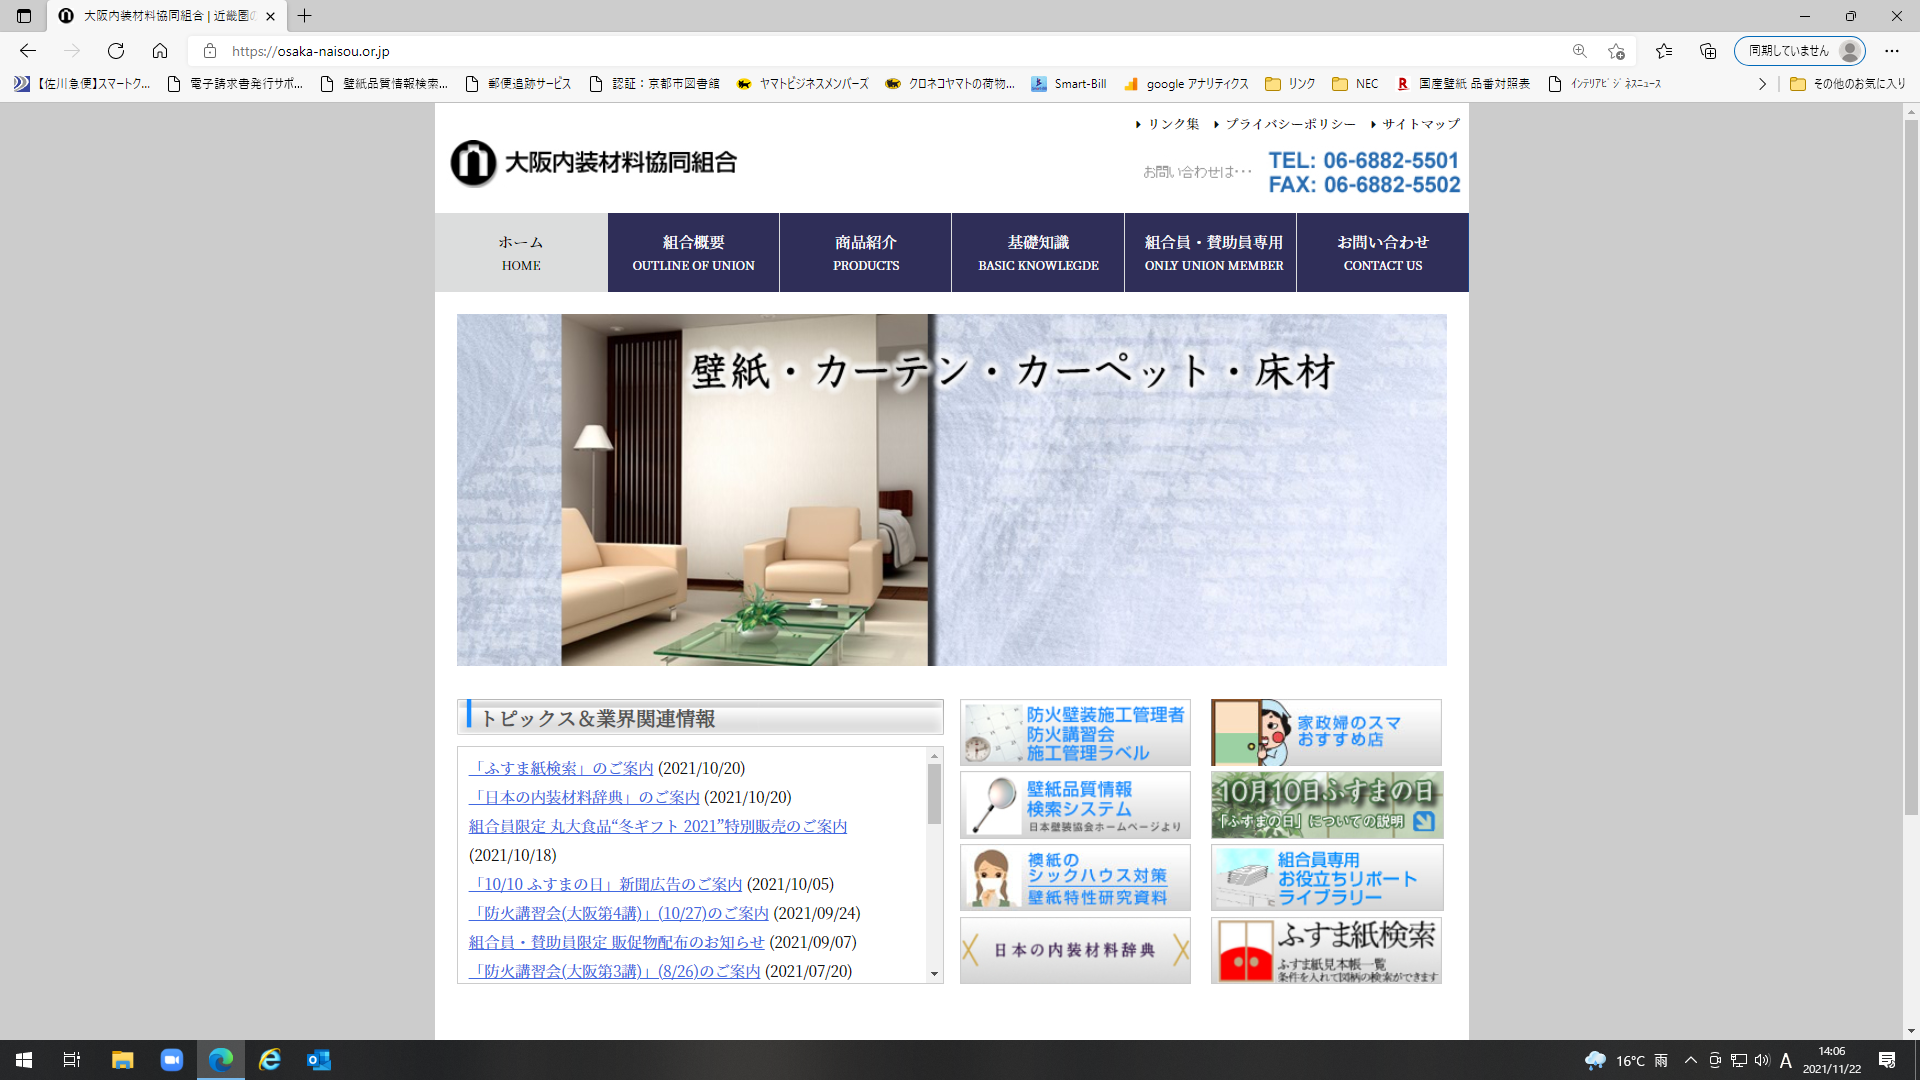 大阪内装材料協同組合 | 近畿圏の
https://osaka-naisou.or.jp
同期していません
【佐川急便】スマートク...
電子請求書発行サポ...
壁紙品質情報検索...
郵便追跡サービス
認証：京都市図書館
ヤマトビジネスメンバーズ
クロネコヤマトの荷物...
Smart-Bill
google アナリティクス
リンク
NEC
国産壁紙 品番対照表
ｲﾝﾃﾘｱﾋﾞｼﾞﾈｽﾆｭｰｽ
その他のお気に入り
リンク集
プライバシーポリシー
サイトマップ
大阪内装材料協同組合
お問い合わせは･･･
TEL: 06-6882-5501
FAX: 06-6882-5502
ホーム
HOME
組合概要
OUTLINE OF UNION
商品紹介
PRODUCTS
基礎知識
BASIC KNOWLEGDE
組合員・賛助員専用
ONLY UNION MEMBER
お問い合わせ
CONTACT US
壁紙・カーテン・カーペット・床材
トピックス＆業界関連情報
「ふすま紙検索」のご案内 (2021/10/20)
「日本の内装材料辞典」のご案内 (2021/10/20)
組合員限定 丸大食品“冬ギフト 2021”特別販売のご案内
(2021/10/18)
「10/10 ふすまの日」新聞広告のご案内 (2021/10/05)
「防火講習会(大阪第4講)」(10/27)のご案内 (2021/09/24)
組合員・賛助員限定 販促物配布のお知らせ (2021/09/07)
「防火講習会(大阪第3講)」(8/26)のご案内 (2021/07/20)
防火壁装施工管理者
防火講習会
施工管理ラベル
壁紙品質情報
検索システム
日本壁装協会ホームページより
襖紙の
シックハウス対策
壁紙特性研究資料
日本の内装材料辞典
家政婦のスマ
おすすめ店
10月10日ふすまの日
「ふすまの日」についての説明
組合員専用
お役立ちリポート
ライブラリー
ふすま紙検索
ふすま紙見本帳一覧
条件を入れて図柄の検索ができます
16°C 雨
A
14:06
2021/11/22